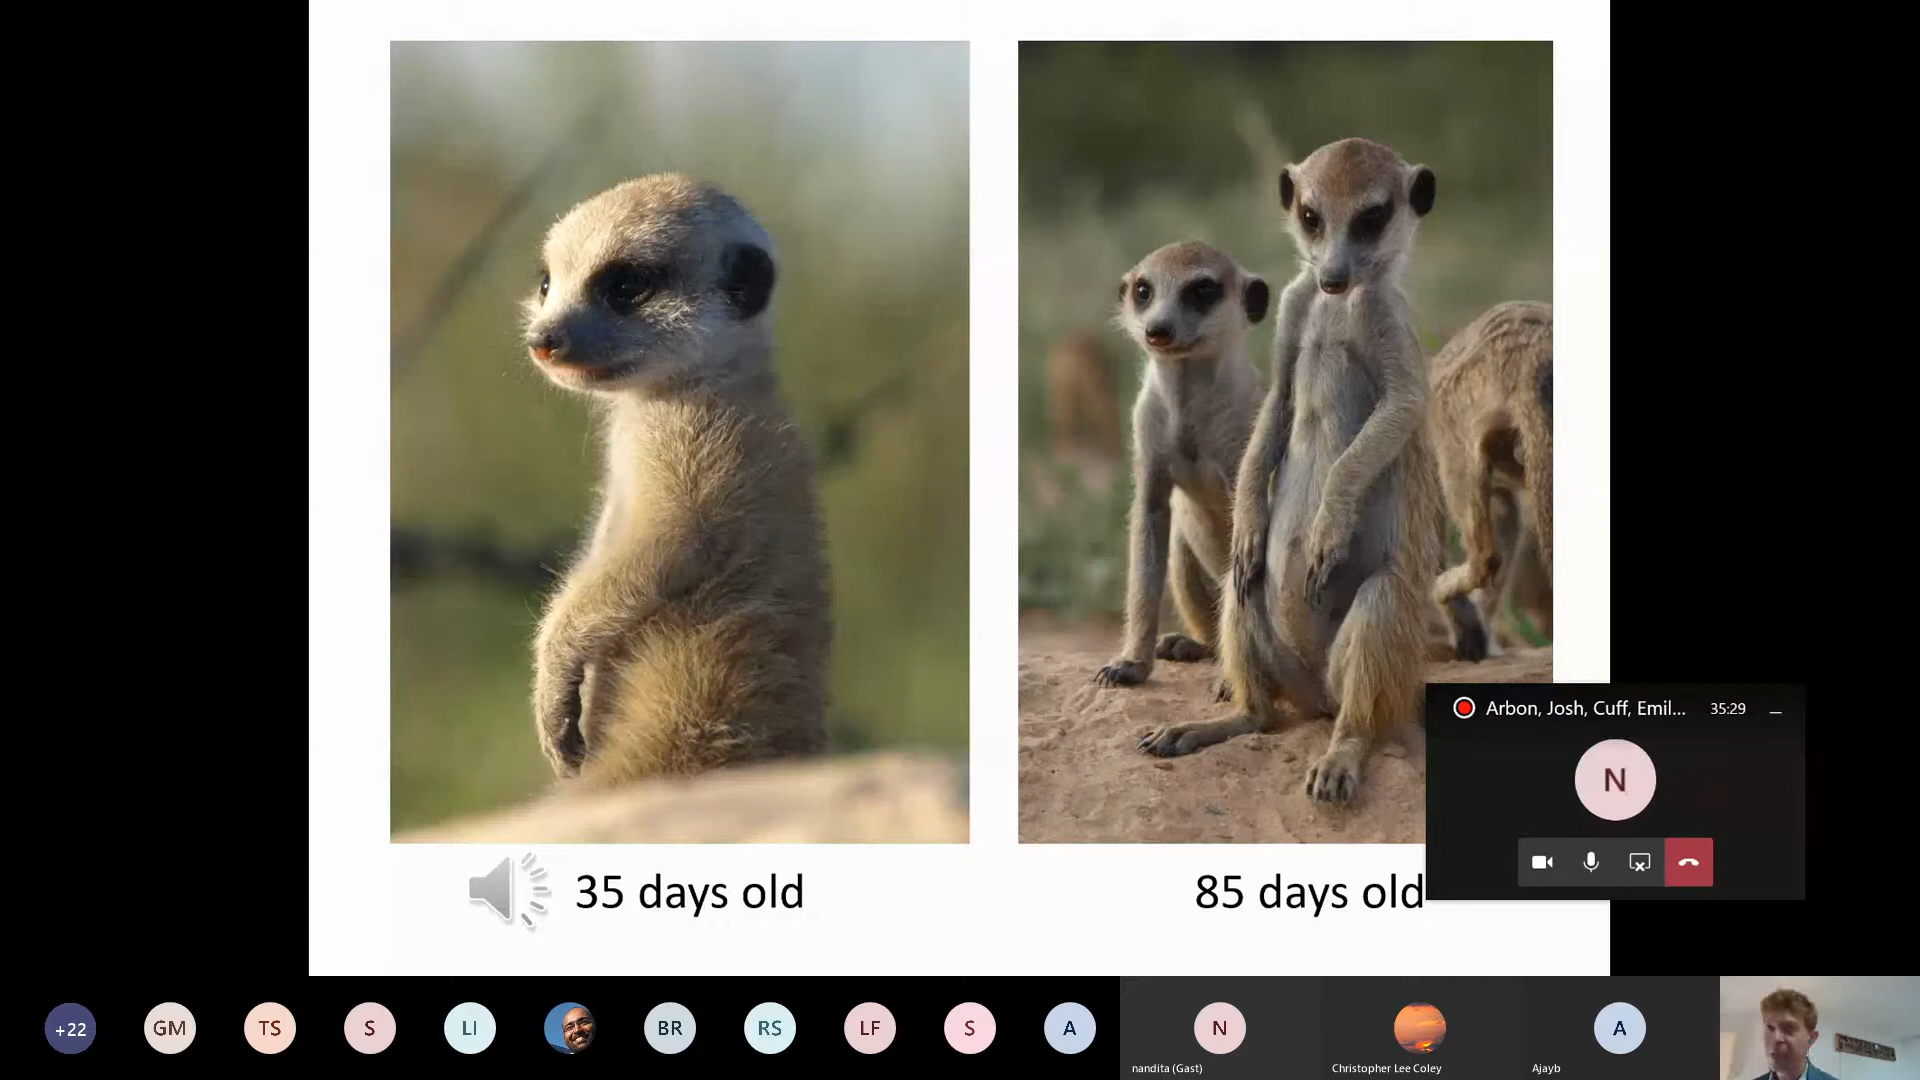 35 days old
85 days old
Arbon, Josh, Cuff, Emil... 35:29
N
+22
GM
TS
S
LI
BR
RS
LF
S
A
N
nandita (Gast)
Christopher Lee Coley
A
Ajayb